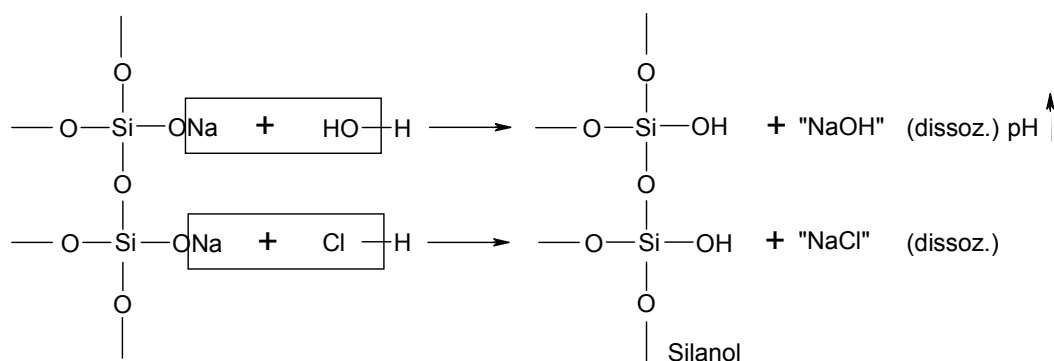 O O
O Si ONa + HO H O Si OH + "NaOH" (dissoz.) pH
O O
O Si ONa + Cl H O Si OH + "NaCl" (dissoz.)
O O
Silanol